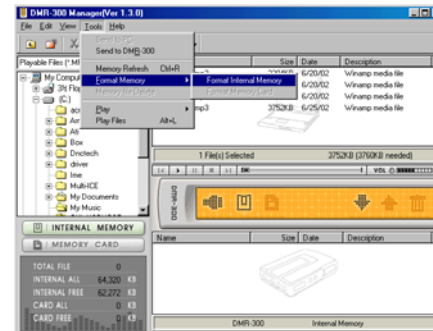 DMR-300 Manager(Ver 1.3.0)
File Edit View Tools Help
Send to PC
Send to DMR-300
Memory Refresh Ctrl+R
Format Memory
Format Internal Memory
Memory for Delete
Format Memory Card
Play
Play Files Alt+L
Playable Files (*.MP
My Compu
3½ Flop
(C:)
acr
Ati
Box
Dnctech
driver
Ime
Multi-ICE
My Documents
My Music
Size Date Description
6/20/02 Winamp media file
6/20/02 Winamp media file
6/20/02 Winamp media file
mp3 3752KB 6/25/02 Winamp media file
1 File(s) Selected 3752KB (3760KB needed)
VOL
DMR-300
INTERNAL MEMORY
MEMORY CARD
Name Size Date Description
TOTAL FILE 0
INTERNAL ALL 64,320 KB
INTERNAL FREE 62,272 KB
CARD ALL 0 KB
CARD FREE 0 KB
DMR-300 Internal Memory